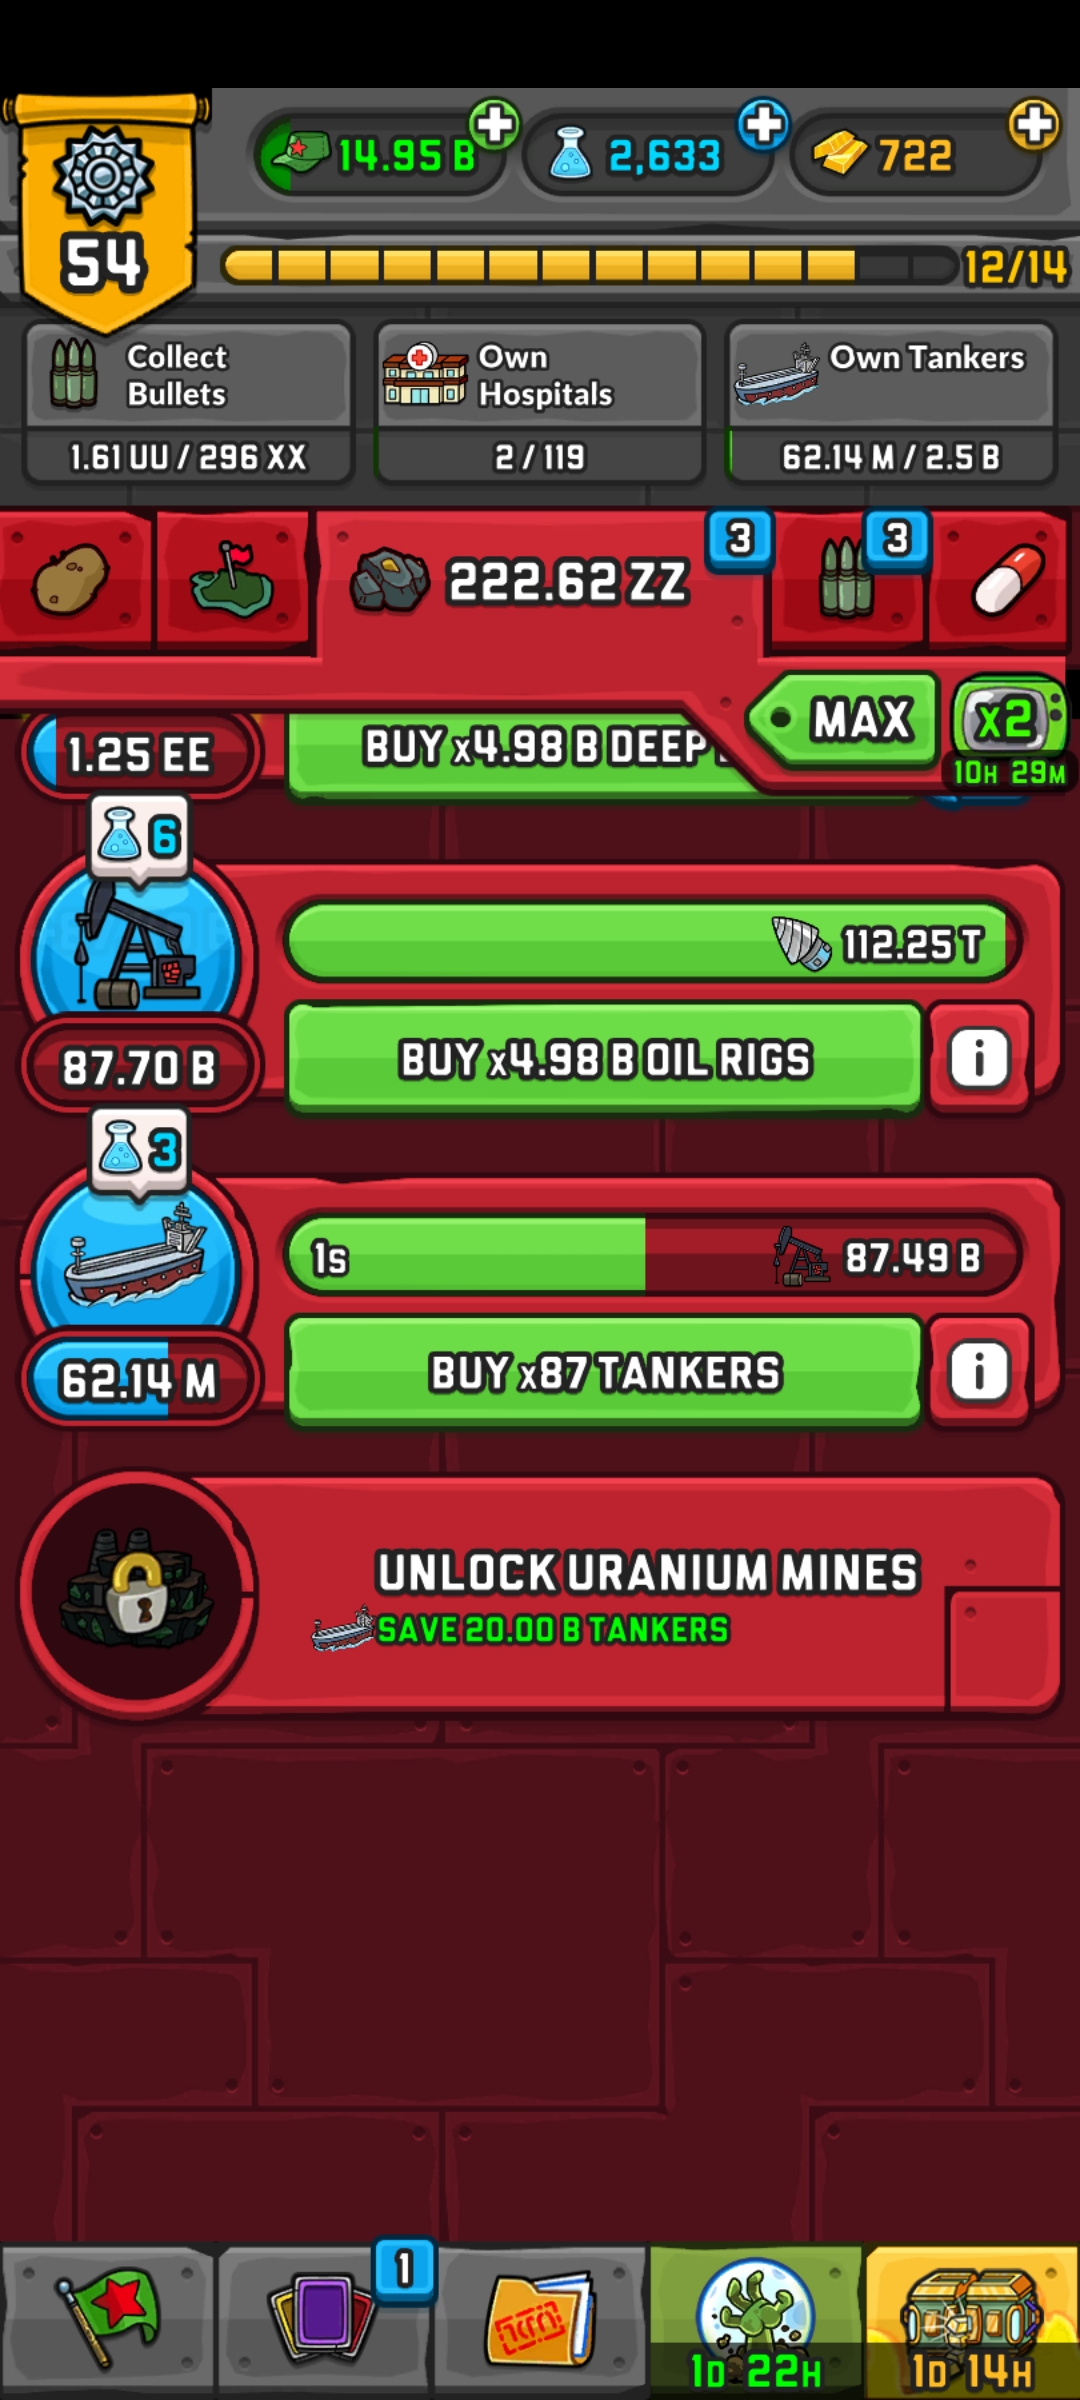 14.95 B
2,633
722
54
12/14
Collect
Bullets
Own
Hospitals
Own Tankers
1.61 UU / 296 XX
2 / 119
62.14 M / 2.5 B
222.62 ZZ
3
3
MAX
x2
10H 29M
1.25 EE
BUY x4.98 B DEEP
6
112.25 T
87.70 B
BUY x4.98 B OIL RIGS
i
3
1s
87.49 B
62.14 M
BUY x87 TANKERS
i
UNLOCK URANIUM MINES
SAVE 20.00 B TANKERS
1
1D 22H
1D 14H